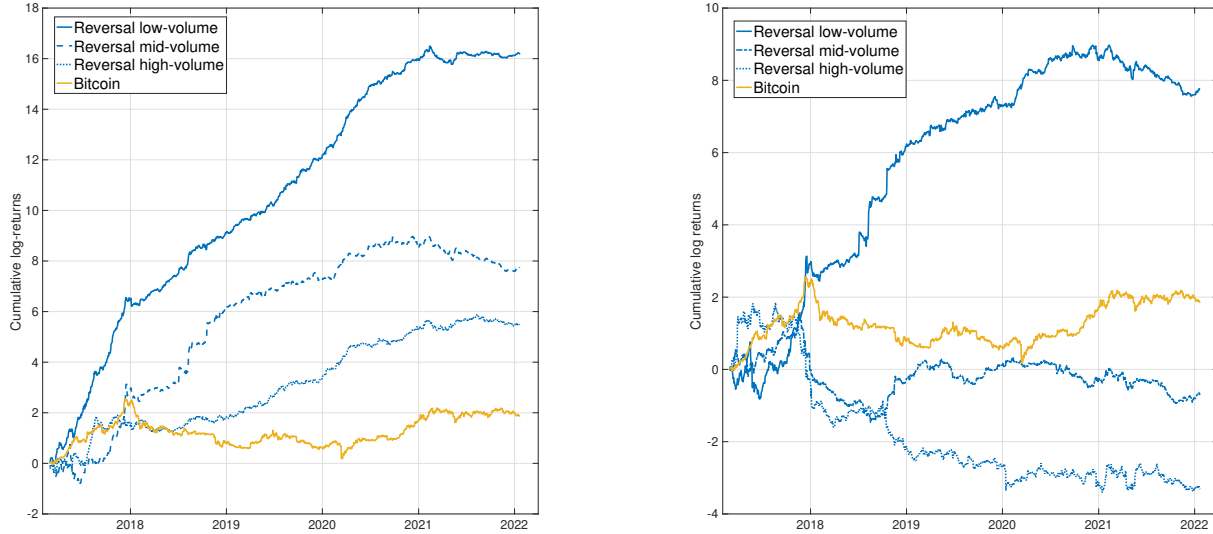 18
16
14
12
10
8
6
4
2
0
-2
Cumulative log-returns
Reversal low-volume
Reversal mid-volume
Reversal high-volume
Bitcoin
2018
2019
2020
2021
2022
10
8
6
4
2
0
-2
-4
Cumulative log returns
Reversal low-volume
Reversal mid-volume
Reversal high-volume
Bitcoin
2018
2019
2020
2021
2022